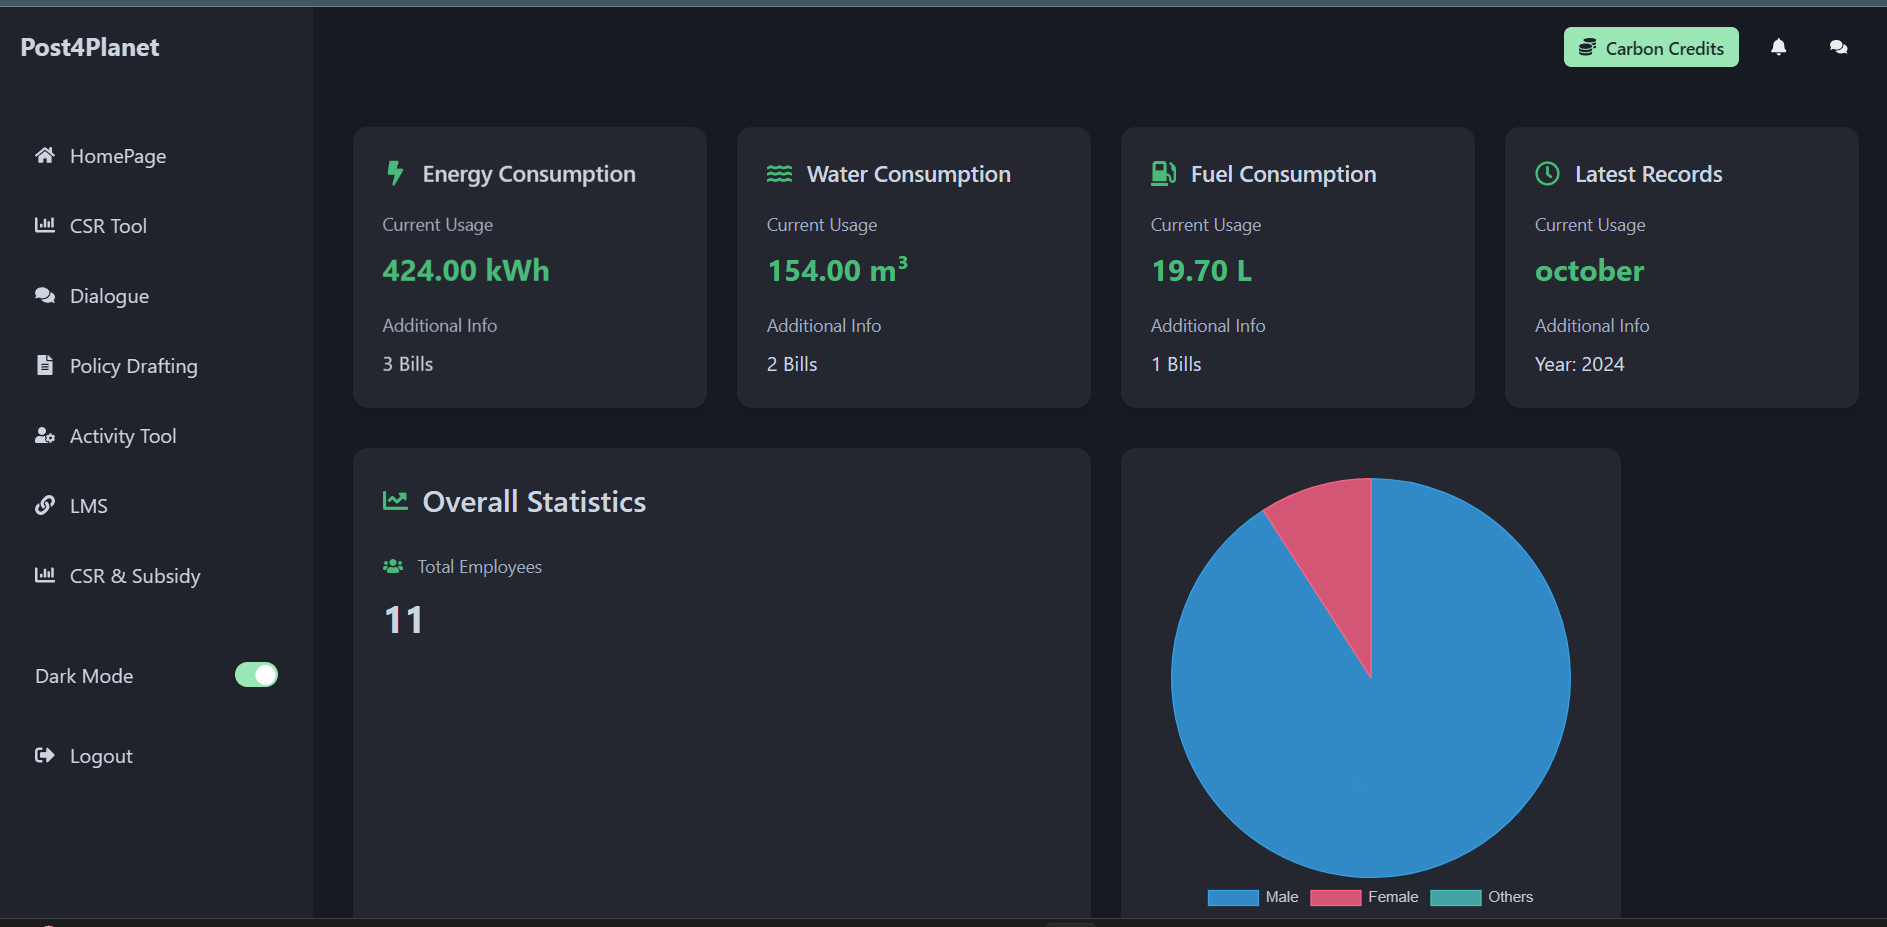 Post4Planet
Carbon Credits
HomePage
CSR Tool
Dialogue
Policy Drafting
Activity Tool
LMS
CSR & Subsidy
Dark Mode
Logout
Energy Consumption
Current Usage
424.00 kWh
Additional Info
3 Bills
Water Consumption
Current Usage
154.00 m³
Additional Info
2 Bills
Fuel Consumption
Current Usage
19.70 L
Additional Info
1 Bills
Latest Records
Current Usage
october
Additional Info
Year: 2024
Overall Statistics
Total Employees
11
Male Female Others